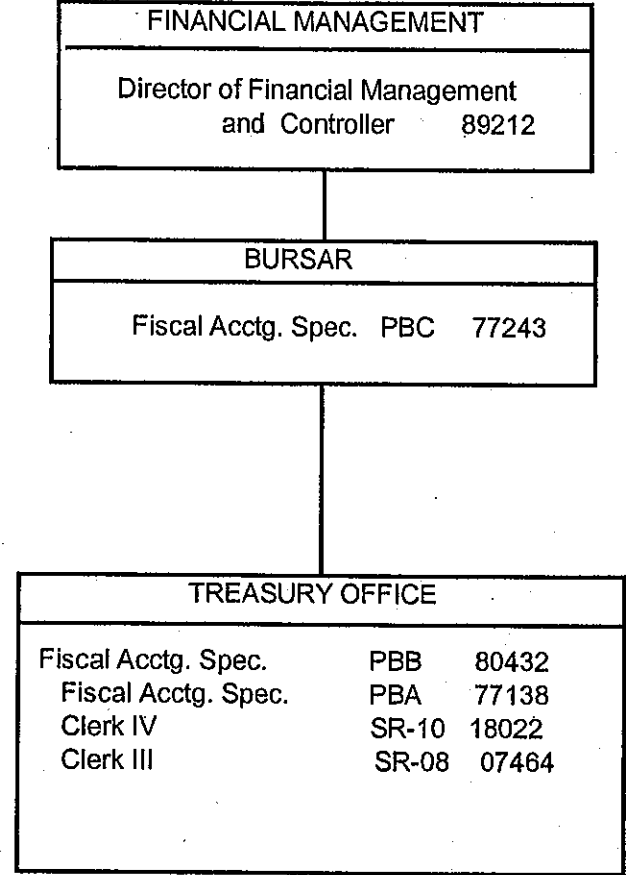 FINANCIAL MANAGEMENT
Director of Financial Management
and Controller 89212
BURSAR
Fiscal Acctg. Spec. PBC 77243
TREASURY OFFICE
Fiscal Acctg. Spec. PBB 80432
Fiscal Acctg. Spec. PBA 77138
Clerk IV SR-10 18022
Clerk III SR-08 07464